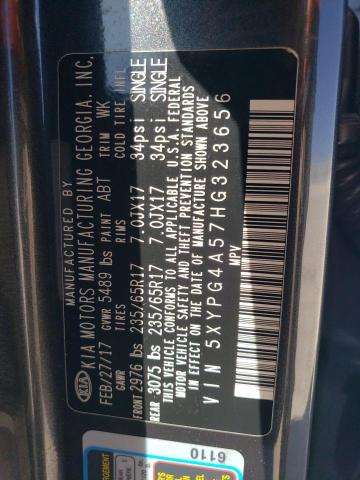 MANUFACTURED BY
KIA KIA MOTORS MANUFACTURING GEORGIA, INC.
FEB/27/17 GVWR 5489 lbs PAINT ABT TRIM WK
GAWR TIRES RIMS COLD TIRE INFL
FRONT 2976 lbs 235/65R17 7.0JX17 34psi SINGLE
REAR 3075 lbs 235/65R17 7.0JX17 34psi SINGLE
THIS VEHICLE CONFORMS TO ALL APPLICABLE U.S.A. FEDERAL
MOTOR VEHICLE SAFETY AND THEFT PREVENTION STANDARDS
IN EFFECT ON THE DATE OF MANUFACTURE SHOWN ABOVE
VIN 5XYPG4A57HG323656
MPV
6110